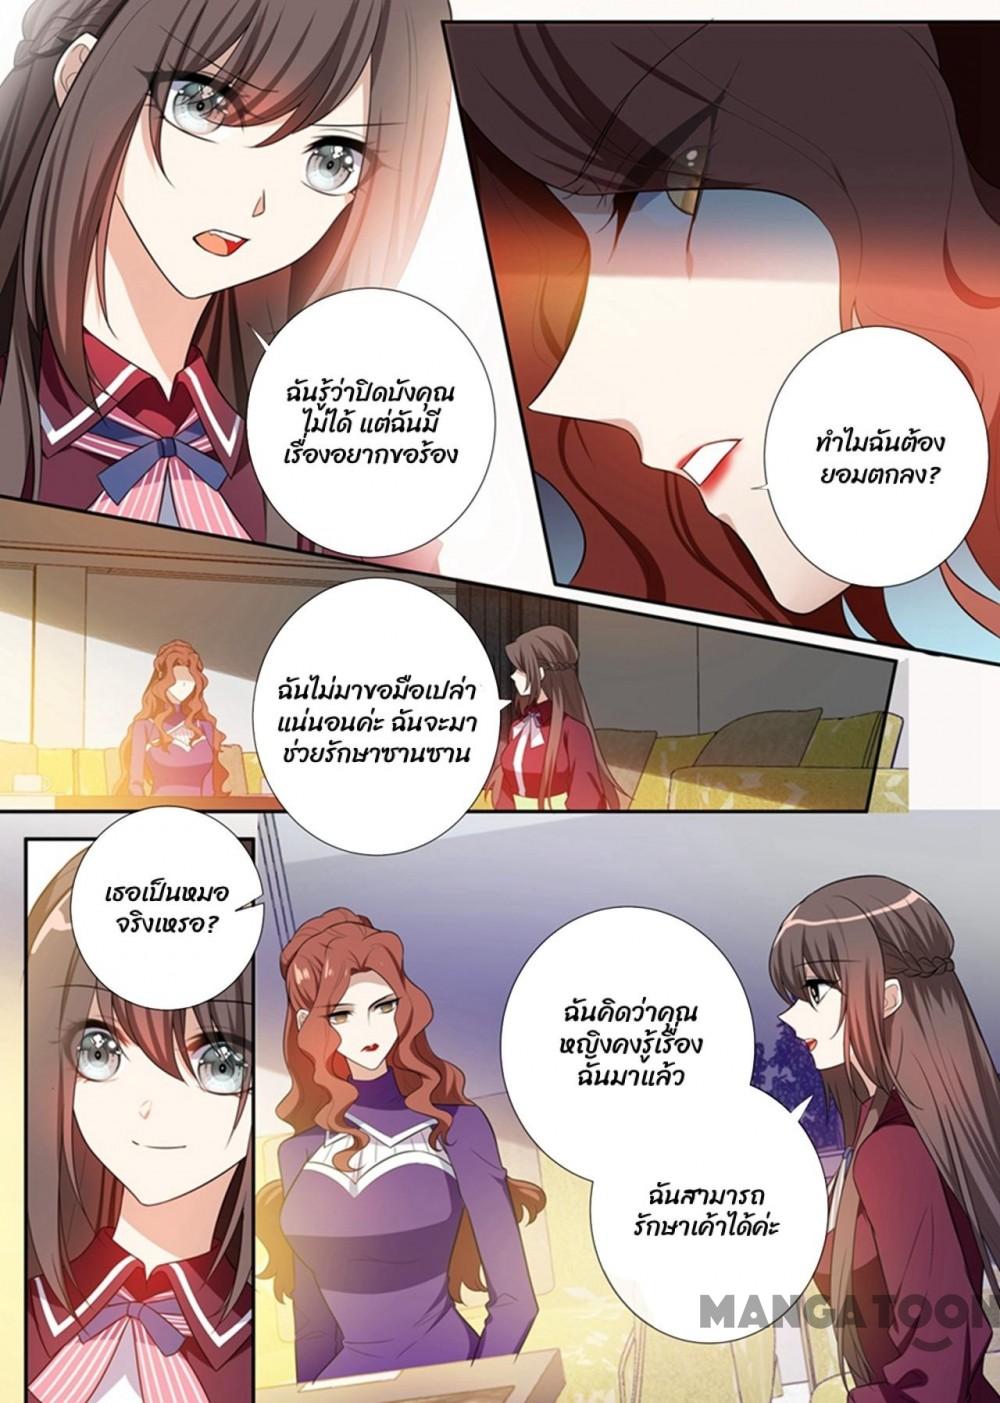 ฉันรู้ว่าปิดบังคุณ
ไม่ได้ แต่ฉันมี
เรื่องอยากขอร้อง
ทำไมฉันต้อง
ยอมตกลง?
ฉันไม่มาขอมือเปล่า
แน่นอนค่ะ ฉันจะมา
ช่วยรักษาซานซาน
เธอเป็นหมอ
จริงเหรอ?
ฉันคิดว่าคุณ
หญิงคงรู้เรื่อง
ฉันมาแล้ว
ฉันสามารถ
รักษาเค้าได้ค่ะ
MANGATOON